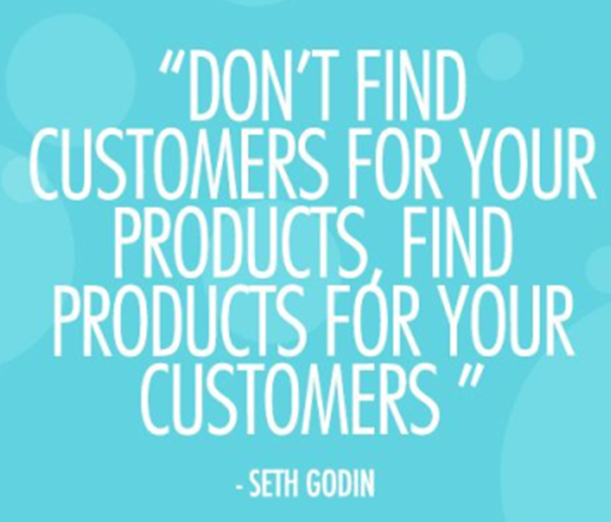 “DON’T FIND
CUSTOMERS FOR YOUR
PRODUCTS, FIND
PRODUCTS FOR YOUR
CUSTOMERS ”
- SETH GODIN